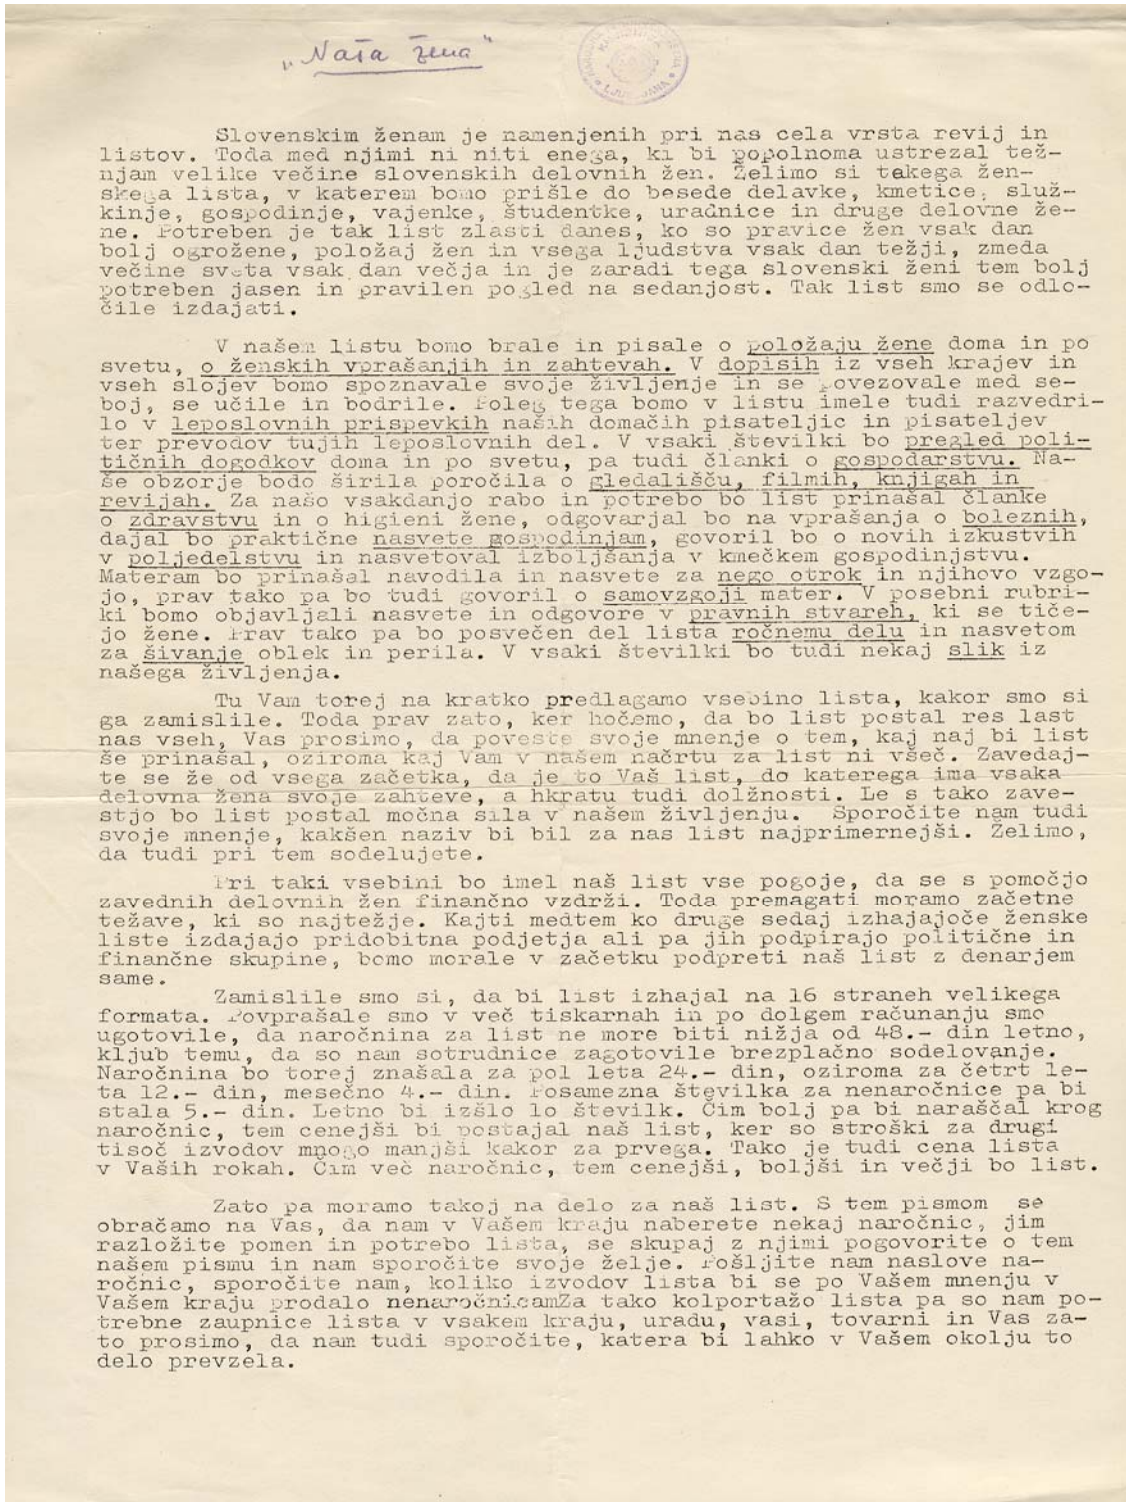 „Naša žena"
LJUBLJANA
Slovenskim ženam je namenjenih pri nas cela vrsta revij in
listov. Toda med njimi ni niti enega, ki bi popolnoma ustrezal tež-
njam velike večine slovenskih delovnih žen. Želimo si takega žen-
skega lista, v katerem bomo prišle do besede delavke, kmetice, služ-
kinje, gospodinje, vajenke, študentke, uradnice in druge delovne že-
ne. Potreben je tak list zlasti danes, ko so pravice žen vsak dan
bolj ogrožene, položaj žen in vsega ljudstva vsak dan težji, zmeda
večine sveta vsak dan večja in je zaradi tega slovenski ženi tem bolj
potreben jasen in pravilen pogled na sedanjost. Tak list smo se odlo-
čile izdajati.
V našem listu bomo brale in pisale o položaju žene doma in po
svetu, o ženskih vprašanjih in zahtevah. V dopisih iz vseh krajev in
vseh slojev bomo spoznavale svoje življenje in se povezovale med se-
boj, se učile in bodrile. Poleg tega bomo v listu imele tudi razvedri-
lo v leposlovnih prispevkih naših domačih pisateljic in pisateljev
ter prevodov tujih leposlovnih del. V vsaki številki bo pregled poli-
tičnih dogodkov doma in po svetu, pa tudi članki o gospodarstvu. Na-
še obzorje bodo širila poročila o gledališču, filmih, knjigah in
revijah. Za našo vsakdanjo rabo in potrebo bo list prinašal članke
o zdravstvu in o higieni žene, odgovarjal bo na vprašanja o boleznih,
dajal bo praktične nasvete gospodinjam, govoril bo o novih izkustvih
v poljedelstvu in nasvetoval izboljšanja v kmečkem gospodinjstvu.
Materam bo prinašal navodila in nasvete za nego otrok in njihovo vzgo-
jo, prav tako pa bo tudi govoril o samovzgoji mater. V posebni rubri-
ki bomo objavljali nasvete in odgovore v pravnih stvareh, ki se tiče-
jo žene. Prav tako pa bo posvečen del lista ročnemu delu in nasvetom
za šivanje oblek in perila. V vsaki številki bo tudi nekaj slik iz
našega življenja.
Tu Vam torej na kratko predlagamo vsebino lista, kakor smo si
ga zamislile. Toda prav zato, ker hočemo, da bo list postal res last
nas vseh, Vas prosimo, da poveste svoje mnenje o tem, kaj naj bi list
še prinašal, oziroma kaj Vam v našem načrtu za list ni všeč. Zavedaj-
te se že od vsega začetka, da je to Vaš list, do katerega ima vsaka
delovna žena svoje zahteve, a hkratu tudi dolžnosti. Le s tako zave-
stjo bo list postal močna sila v našem življenju. Sporočite nam tudi
svoje mnenje, kakšen naziv bi bil za nas list najprimernejši. Želimo,
da tudi pri tem sodelujete.
Pri taki vsebini bo imel naš list vse pogoje, da se s pomočjo
zavednih delovnih žen finančno vzdrži. Toda premagati moramo začetne
težave, ki so najtežje. Kajti medtem ko druge sedaj izhajajoče ženske
liste izdajajo pridobitna podjetja ali pa jih podpirajo politične in
finančne skupine, bomo morale v začetku podpreti naš list z denarjem
same.
Zamislile smo si, da bi list izhajal na 16 straneh velikega
formata. Povprašale smo v več tiskarnah in po dolgem računanju smo
ugotovile, da naročnina za list ne more biti nižja od 48.- din letno,
kljub temu, da so nam sotrudnice zagotovile brezplačno sodelovanje.
Naročnina bo torej znašala za pol leta 24.- din, oziroma za četrt le-
ta 12.- din, mesečno 4.- din. Posamezna številka za nenaročnice pa bi
stala 5.- din. Letno bi izšlo lo številk. Čim bolj pa bi naraščal krog
naročnic, tem cenejši bi postajal naš list, ker so stroški za drugi
tisoč izvodov mnogo manjši kakor za prvega. Tako je tudi cena lista
v Vaših rokah. Čim več naročnic, tem cenejši, boljši in večji bo list.
Zato pa moramo takoj na delo za naš list. S tem pismom se
obračamo na Vas, da nam v Vašem kraju naberete nekaj naročnic, jim
razložite pomen in potrebo lista, se skupaj z njimi pogovorite o tem
našem pismu in nam sporočite svoje želje. Pošljite nam naslove na-
ročnic, sporočite nam, koliko izvodov lista bi se po Vašem mnenju v
Vašem kraju prodalo nenaročnicamZa tako kolportažo lista pa so nam po-
trebne zaupnice lista v vsakem kraju, uradu, vasi, tovarni in Vas za-
to prosimo, da nam tudi sporočite, katera bi lahko v Vašem okolju to
delo prevzela.